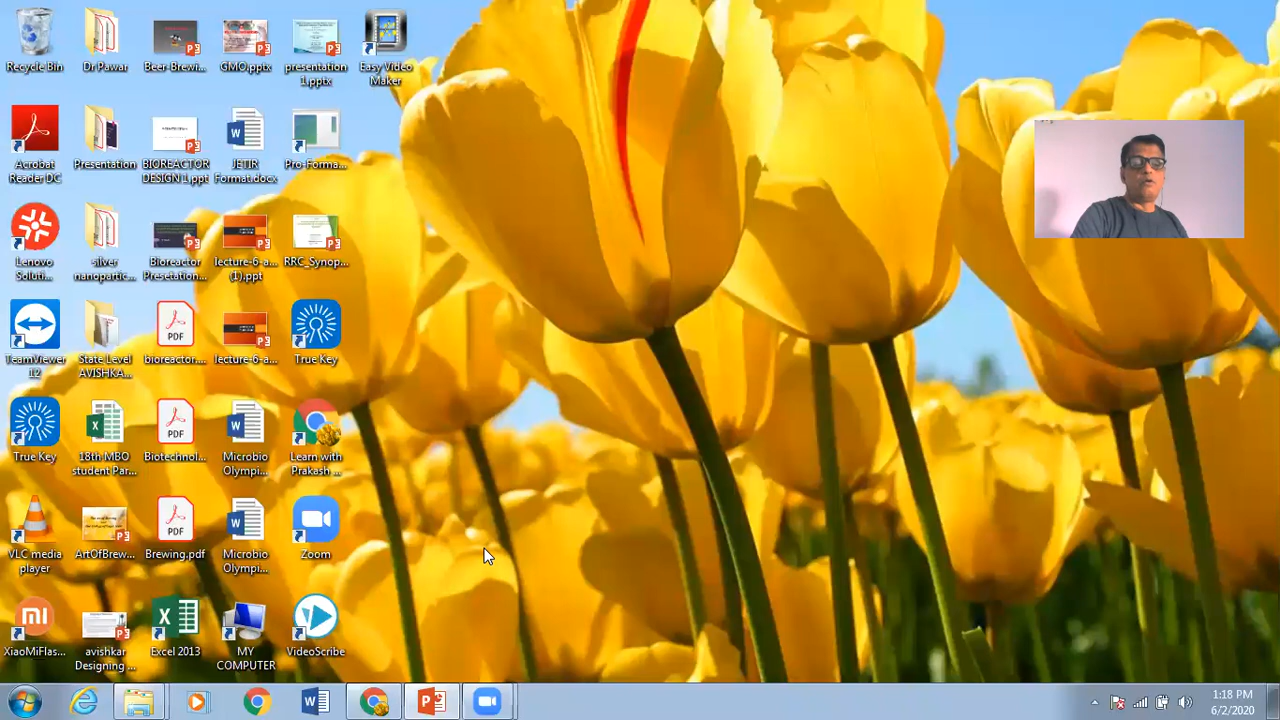 Recycle Bin
Dr Pawar
Beer-Brewi...
GMO.pptx
presentation
1.pptx
Easy Video
Maker
Acrobat
Reader DC
Presentation
BIOREACTOR
DESIGN 1.ppt
JETIR
Format.docx
Pro-Forma...
Lenovo
Soluti...
silver
nanopartic...
Bioreactor
Presetation...
lecture-6-a...
(1).ppt
RRC_Synop...
TeamViewer
12
State Level
AVISHKA...
PDF
bioreactor....
lecture-6-a...
True Key
True Key
18th MBO
student Par...
PDF
Biotechnol...
Microbio
Olympi...
Learn with
Prakash ...
VLC media
player
ArtOfBrew...
PDF
Brewing.pdf
Microbio
Olympi...
Zoom
XiaoMiFlas...
avishkar
Designing ...
Excel 2013
MY
COMPUTER
VideoScribe
1:18 PM
6/2/2020